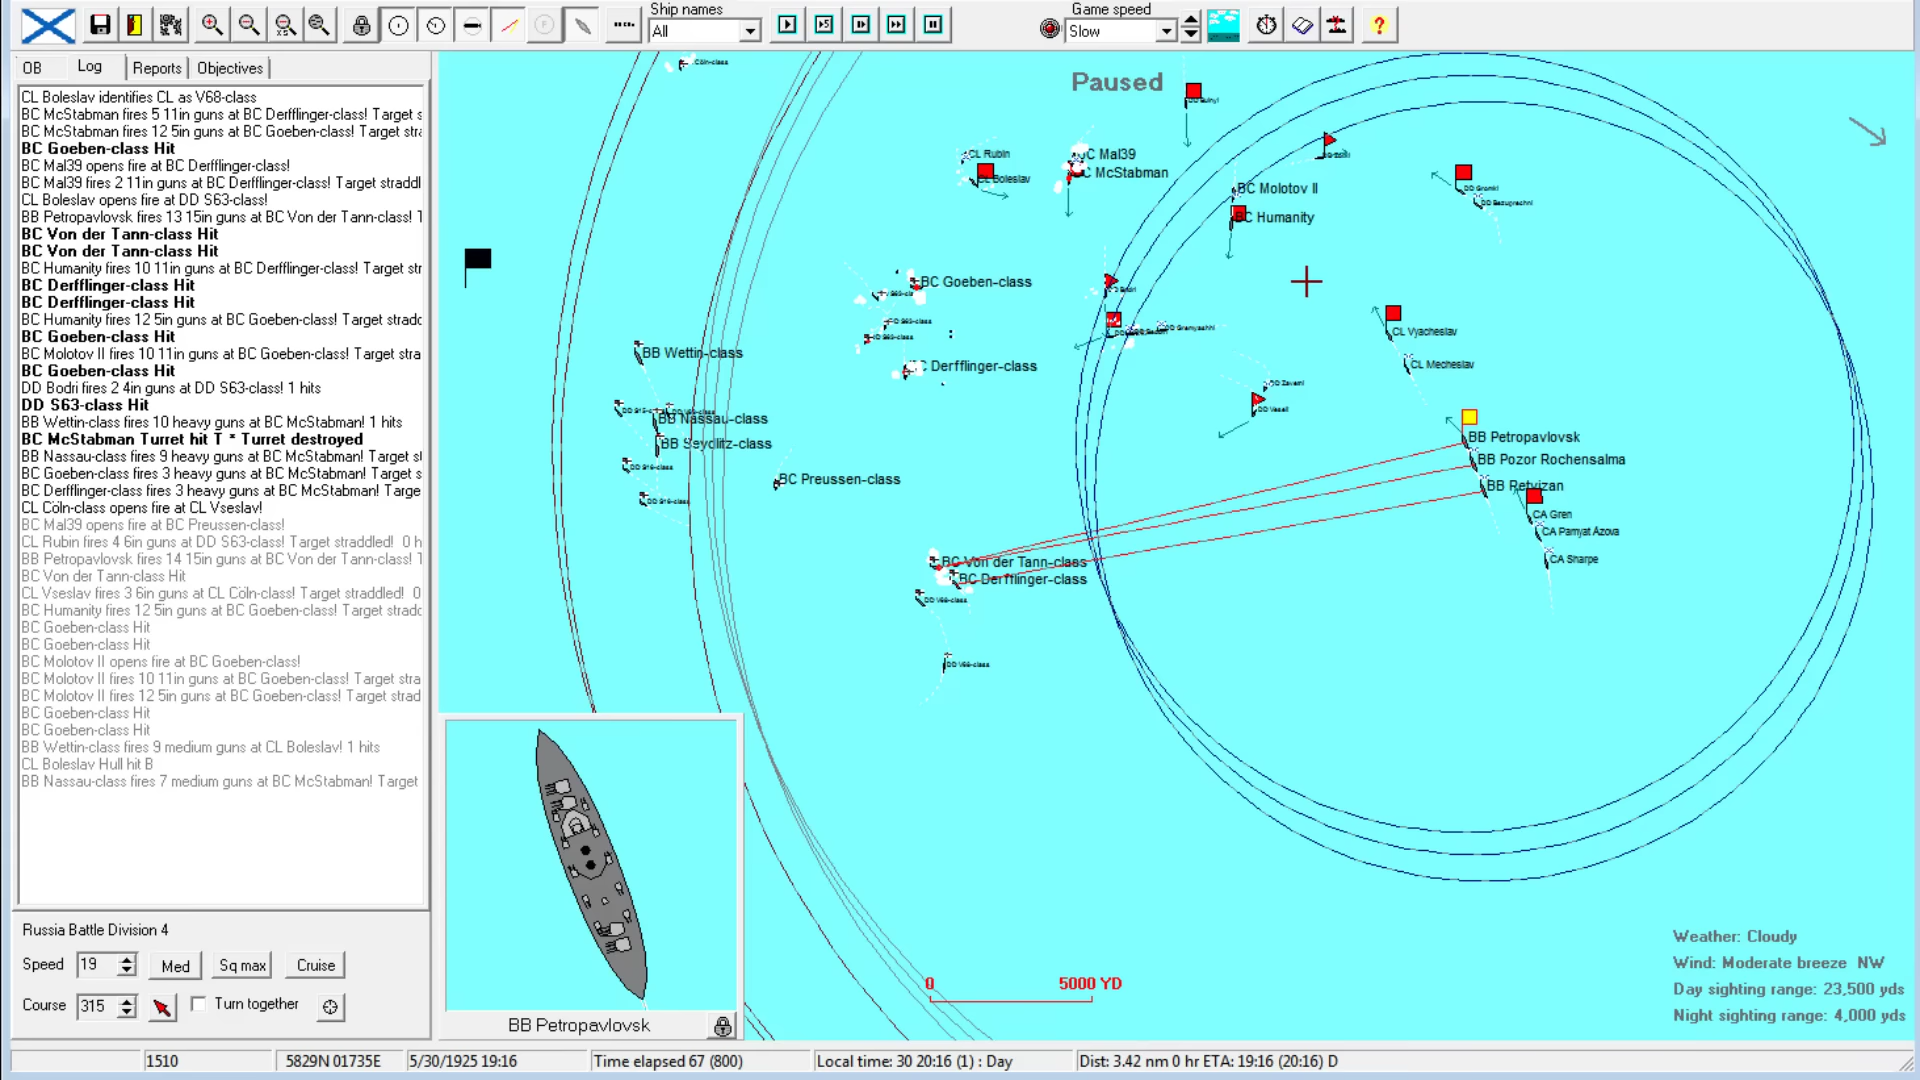 Ship names
All
Game speed
Slow
OB
Log
Reports
Objectives
CL Boleslav identifies CL as V68-class
BC McStabman fires 5 11in guns at BC Derfflinger-class! Target s
BC McStabman fires 12 5in guns at BC Goeben-class! Target stra
BC Goeben-class Hit
BC Mal39 opens fire at BC Derfflinger-class!
BC Mal39 fires 2 11in guns at BC Derfflinger-class! Target straddl
CL Boleslav opens fire at DD S63-class!
BB Petropavlovsk fires 13 15in guns at BC Von der Tann-class! 1
BC Von der Tann-class Hit
BC Von der Tann-class Hit
BC Humanity fires 10 11in guns at BC Derfflinger-class! Target str
BC Derfflinger-class Hit
BC Derfflinger-class Hit
BC Humanity fires 12 5in guns at BC Goeben-class! Target stradd
BC Goeben-class Hit
BC Molotov II fires 10 11in guns at BC Goeben-class! Target stra
BC Goeben-class Hit
DD Bodri fires 2 4in guns at DD S63-class! 1 hits
DD S63-class Hit
BB Wettin-class fires 10 heavy guns at BC McStabman! 1 hits
BC McStabman Turret hit T * Turret destroyed
BB Nassau-class fires 9 heavy guns at BC McStabman! Target st
BC Goeben-class fires 3 heavy guns at BC McStabman! Target s
BC Derfflinger-class fires 3 heavy guns at BC McStabman! Targe
CL Cöln-class opens fire at CL Vseslav!
BC Mal39 opens fire at BC Preussen-class!
CL Rubin fires 4 6in guns at DD S63-class! Target straddled! 0 h
BB Petropavlovsk fires 14 15in guns at BC Von der Tann-class! 1
BC Von der Tann-class Hit
CL Vseslav fires 3 6in guns at CL Cöln-class! Target straddled! 0
BC Humanity fires 12 5in guns at BC Goeben-class! Target stradd
BC Goeben-class Hit
BC Goeben-class Hit
BC Molotov II opens fire at BC Goeben-class!
BC Molotov II fires 10 11in guns at BC Goeben-class! Target stra
BC Molotov II fires 12 5in guns at BC Goeben-class! Target strad
BC Goeben-class Hit
BC Goeben-class Hit
BB Wettin-class fires 9 medium guns at CL Boleslav! 1 hits
CL Boleslav Hull hit B
BB Nassau-class fires 7 medium guns at BC McStabman! Target
Paused
Cöln-class
CL Rubin
CL Boleslav
BC Mal39
McStabman
BC Molotov II
BC Humanity
DD Gromki
BC Goeben-class
S63-class
S63-class
BB Wettin-class
Derfflinger-class
CL Vyacheslav
CL Mecheslav
BB Nassau-class
BB Seydlitz-class
DD S16-class
DD S16-class
BC Preussen-class
BB Petropavlovsk
BB Pozor Rochensalma
BB Retvizan
CA Gren
CA Pamyat Azova
CA Sharpe
BC Von der Tann-class
BC Derfflinger-class
DD V68-class
DD V68-class
0
5000 YD
Weather: Cloudy
Wind: Moderate breeze NW
Day sighting range: 23,500 yds
Night sighting range: 4,000 yds
Russia Battle Division 4
Speed 19 Med Sq max Cruise
Course 315 Turn together
BB Petropavlovsk
1510
5829N 01735E
5/30/1925 19:16
Time elapsed 67 (800)
Local time: 30 20:16 (1) : Day
Dist: 3.42 nm 0 hr ETA: 19:16 (20:16) D